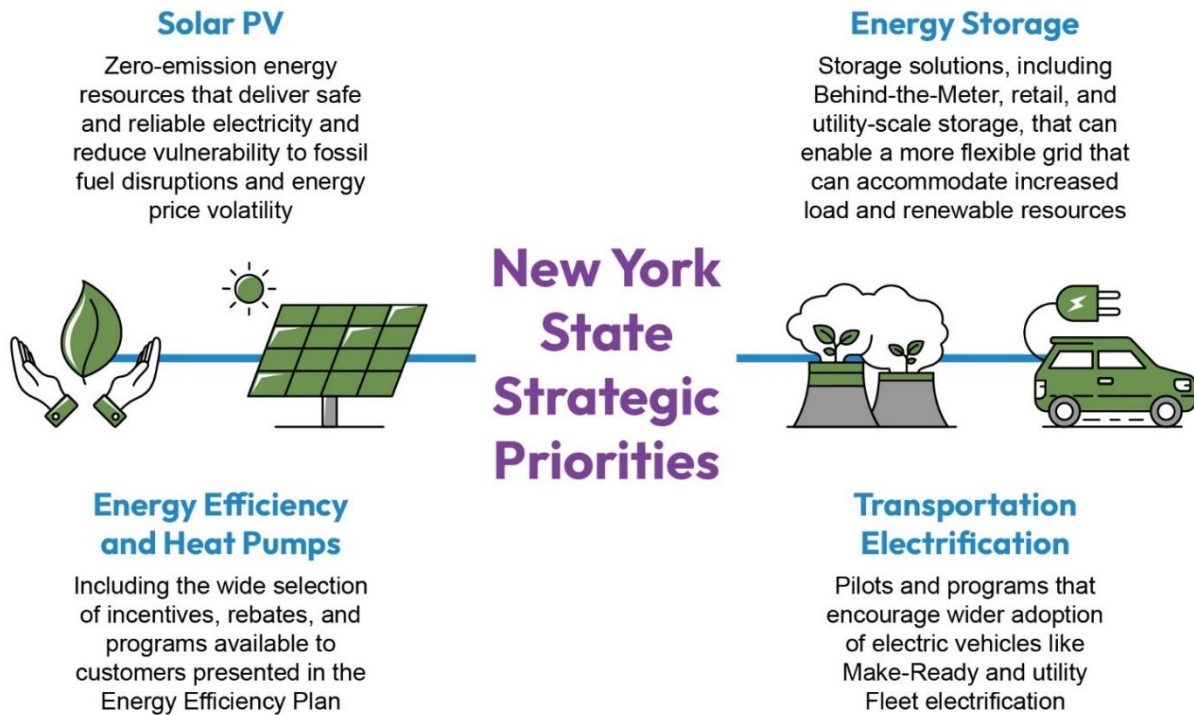 Solar PV
Zero-emission energy
resources that deliver safe
and reliable electricity and
reduce vulnerability to fossil
fuel disruptions and energy
price volatility
Energy Storage
Storage solutions, including
Behind-the-Meter, retail, and
utility-scale storage, that can
enable a more flexible grid that
can accommodate increased
load and renewable resources
New York
State
Strategic
Priorities
Energy Efficiency
and Heat Pumps
Including the wide selection
of incentives, rebates, and
programs available to
customers presented in the
Energy Efficiency Plan
Transportation
Electrification
Pilots and programs that
encourage wider adoption
of electric vehicles like
Make-Ready and utility
Fleet electrification